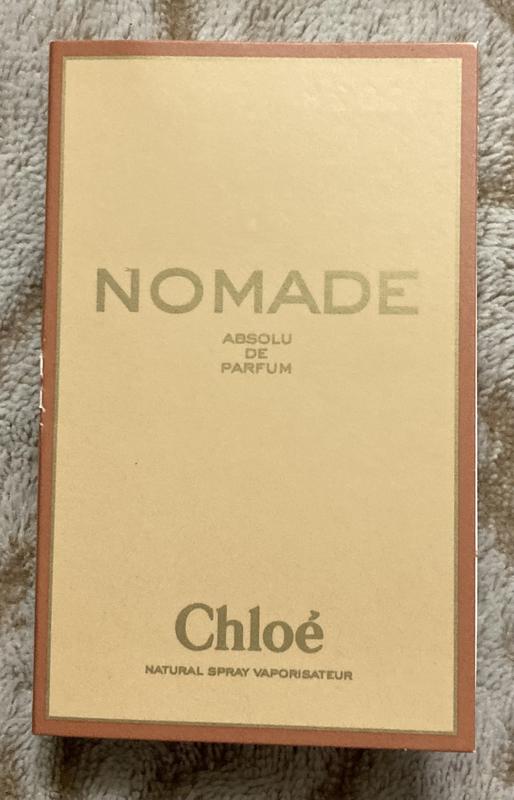 NOMADE
ABSOLU
DE
PARFUM
Chloé
NATURAL SPRAY VAPORISATEUR